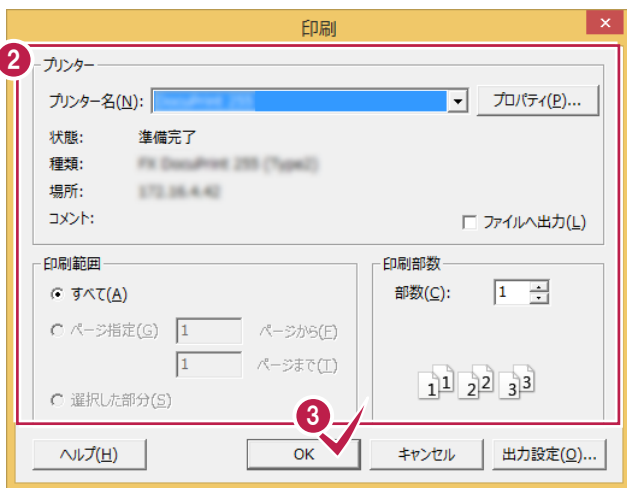 印刷
×
2
プリンター
プリンター名(N):
プロパティ(P)...
状態: 準備完了
種類:
場所:
コメント:
ファイルへ出力(L)
印刷範囲
すべて(A)
ページ指定(G) 1 ページから(F)
1 ページまで(T)
選択した部分(S)
印刷部数
部数(C): 1
1 1 2 2 3 3
3
ヘルプ(H)
OK
キャンセル
出力設定(O)...